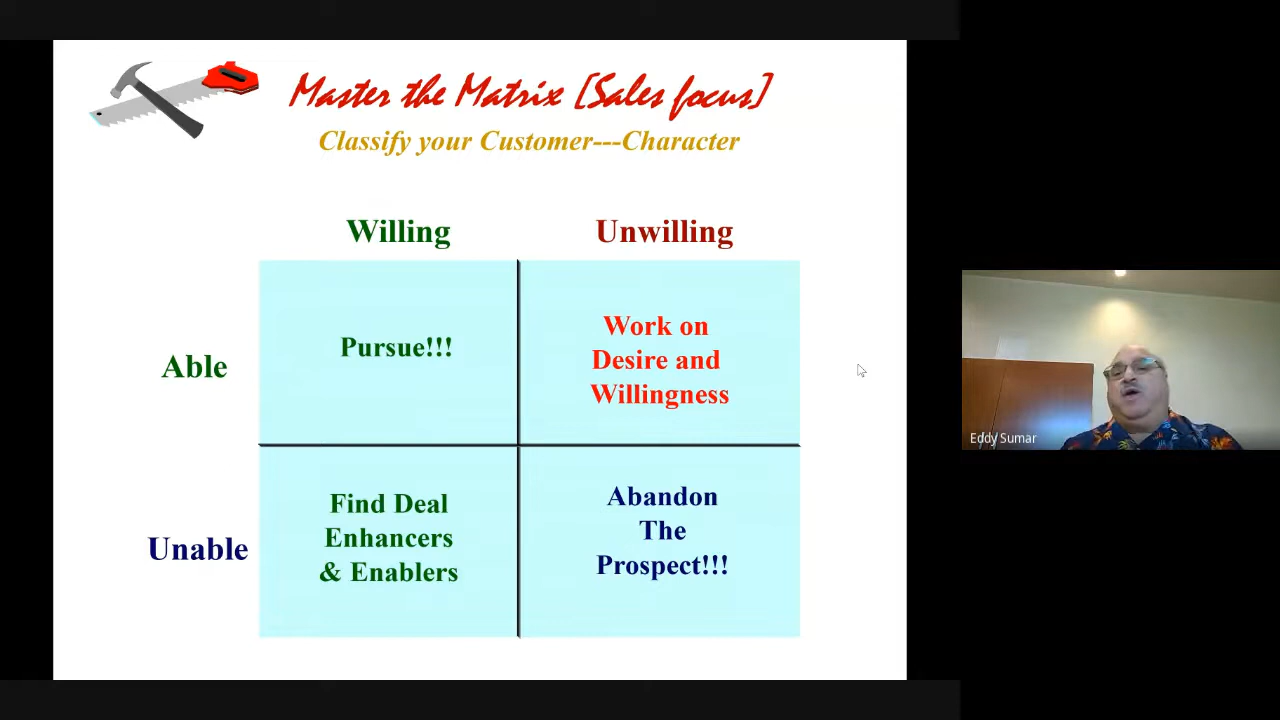 Master the Matrix [Sales focus]
Classify your Customer---Character
Willing
Unwilling
Able
Pursue!!!
Work on
Desire and
Willingness
Unable
Find Deal
Enhancers
& Enablers
Abandon
The
Prospect!!!
Eddy Sumar